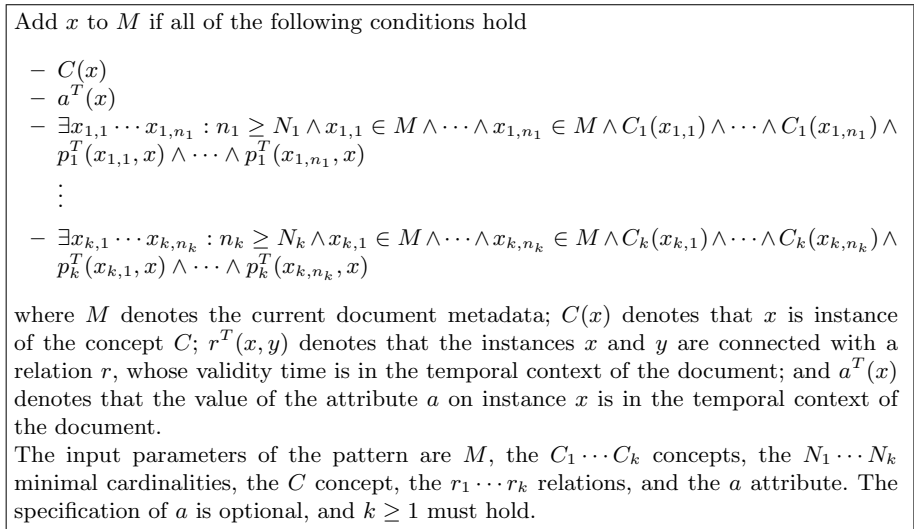 Add x to M if all of the following conditions hold
– C(x)
– a^T(x)
– ∃x_{1,1} ⋯ x_{1,n_1} : n_1 ≥ N_1 ∧ x_{1,1} ∈ M ∧ ⋯ ∧ x_{1,n_1} ∈ M ∧ C_1(x_{1,1}) ∧ ⋯ ∧ C_1(x_{1,n_1}) ∧
p_1^T(x_{1,1}, x) ∧ ⋯ ∧ p_1^T(x_{1,n_1}, x)
⋮
– ∃x_{k,1} ⋯ x_{k,n_k} : n_k ≥ N_k ∧ x_{k,1} ∈ M ∧ ⋯ ∧ x_{k,n_k} ∈ M ∧ C_k(x_{k,1}) ∧ ⋯ ∧ C_k(x_{k,n_k}) ∧
p_k^T(x_{k,1}, x) ∧ ⋯ ∧ p_k^T(x_{k,n_k}, x)
where M denotes the current document metadata; C(x) denotes that x is instance
of the concept C; r^T(x, y) denotes that the instances x and y are connected with a
relation r, whose validity time is in the temporal context of the document; and a^T(x)
denotes that the value of the attribute a on instance x is in the temporal context of
the document.
The input parameters of the pattern are M, the C_1 ⋯ C_k concepts, the N_1 ⋯ N_k
minimal cardinalities, the C concept, the r_1 ⋯ r_k relations, and the a attribute. The
specification of a is optional, and k ≥ 1 must hold.